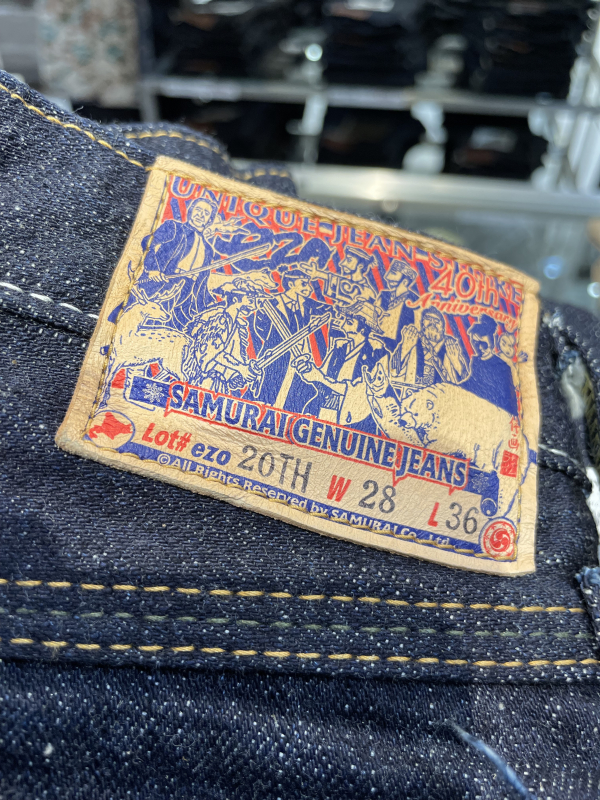 UNIQUE-JEAN-STRIKE
40th
Anniversary
SAMURAI GENUINE JEANS
Lot# ezo 20TH W 28 L 36
©All Rights Reserved by SAMURAI Co., Ltd.